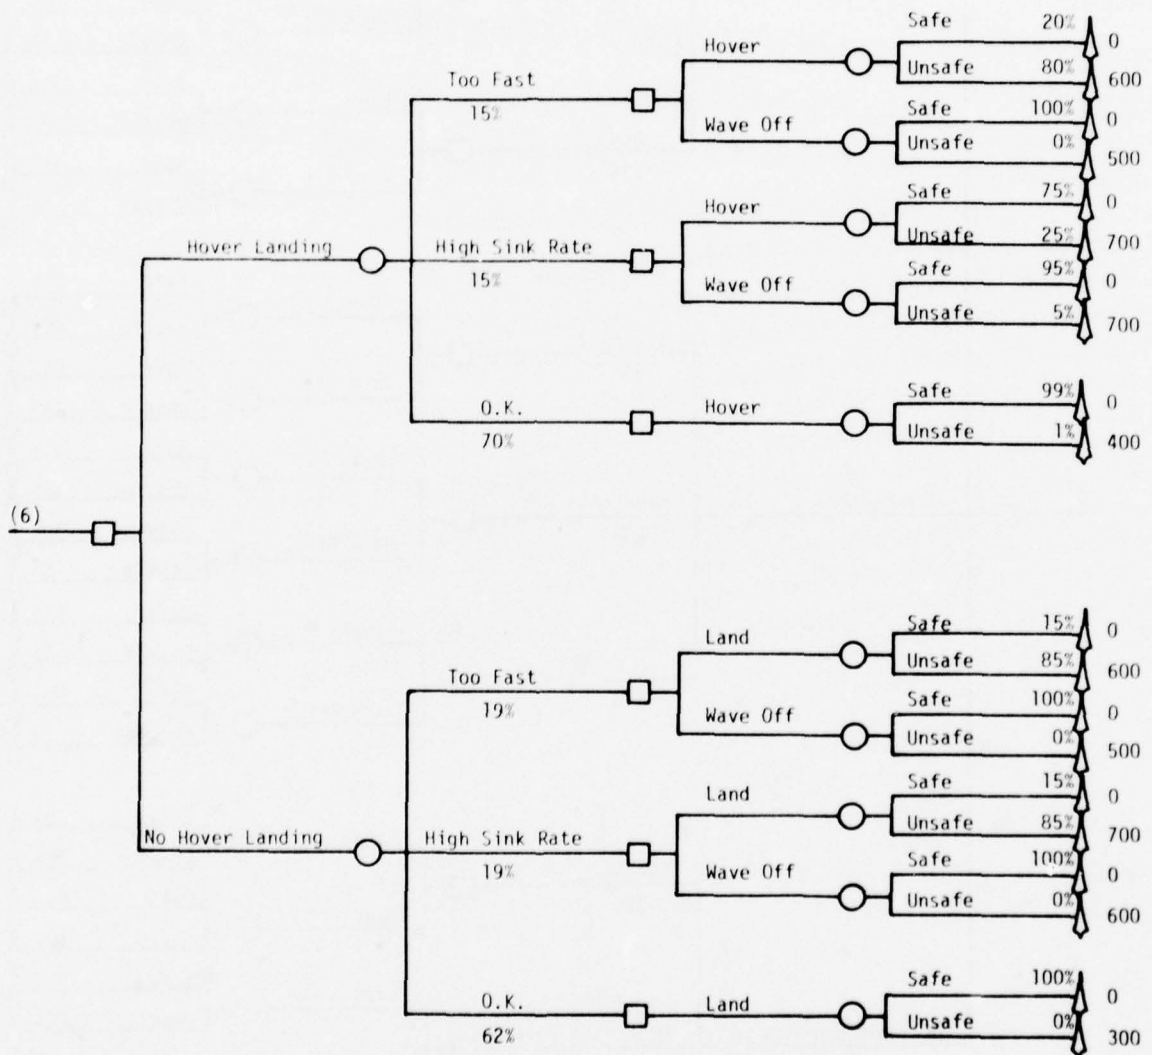 Safe 20% 0
Hover
Unsafe 80% 600
Too Fast
15%
Safe 100% 0
Wave Off
Unsafe 0% 500
Safe 75% 0
Hover
Unsafe 25% 700
Hover Landing
High Sink Rate
15%
Safe 95% 0
Wave Off
Unsafe 5% 700
Safe 99% 0
O.K.
Hover
70%
Unsafe 1% 400
(6)
Safe 15% 0
Land
Unsafe 85% 600
Too Fast
19%
Safe 100% 0
Wave Off
Unsafe 0% 500
Safe 15% 0
Land
Unsafe 85% 700
No Hover Landing
High Sink Rate
19%
Safe 100% 0
Wave Off
Unsafe 0% 600
Safe 100% 0
O.K.
Land
62%
Unsafe 0% 300